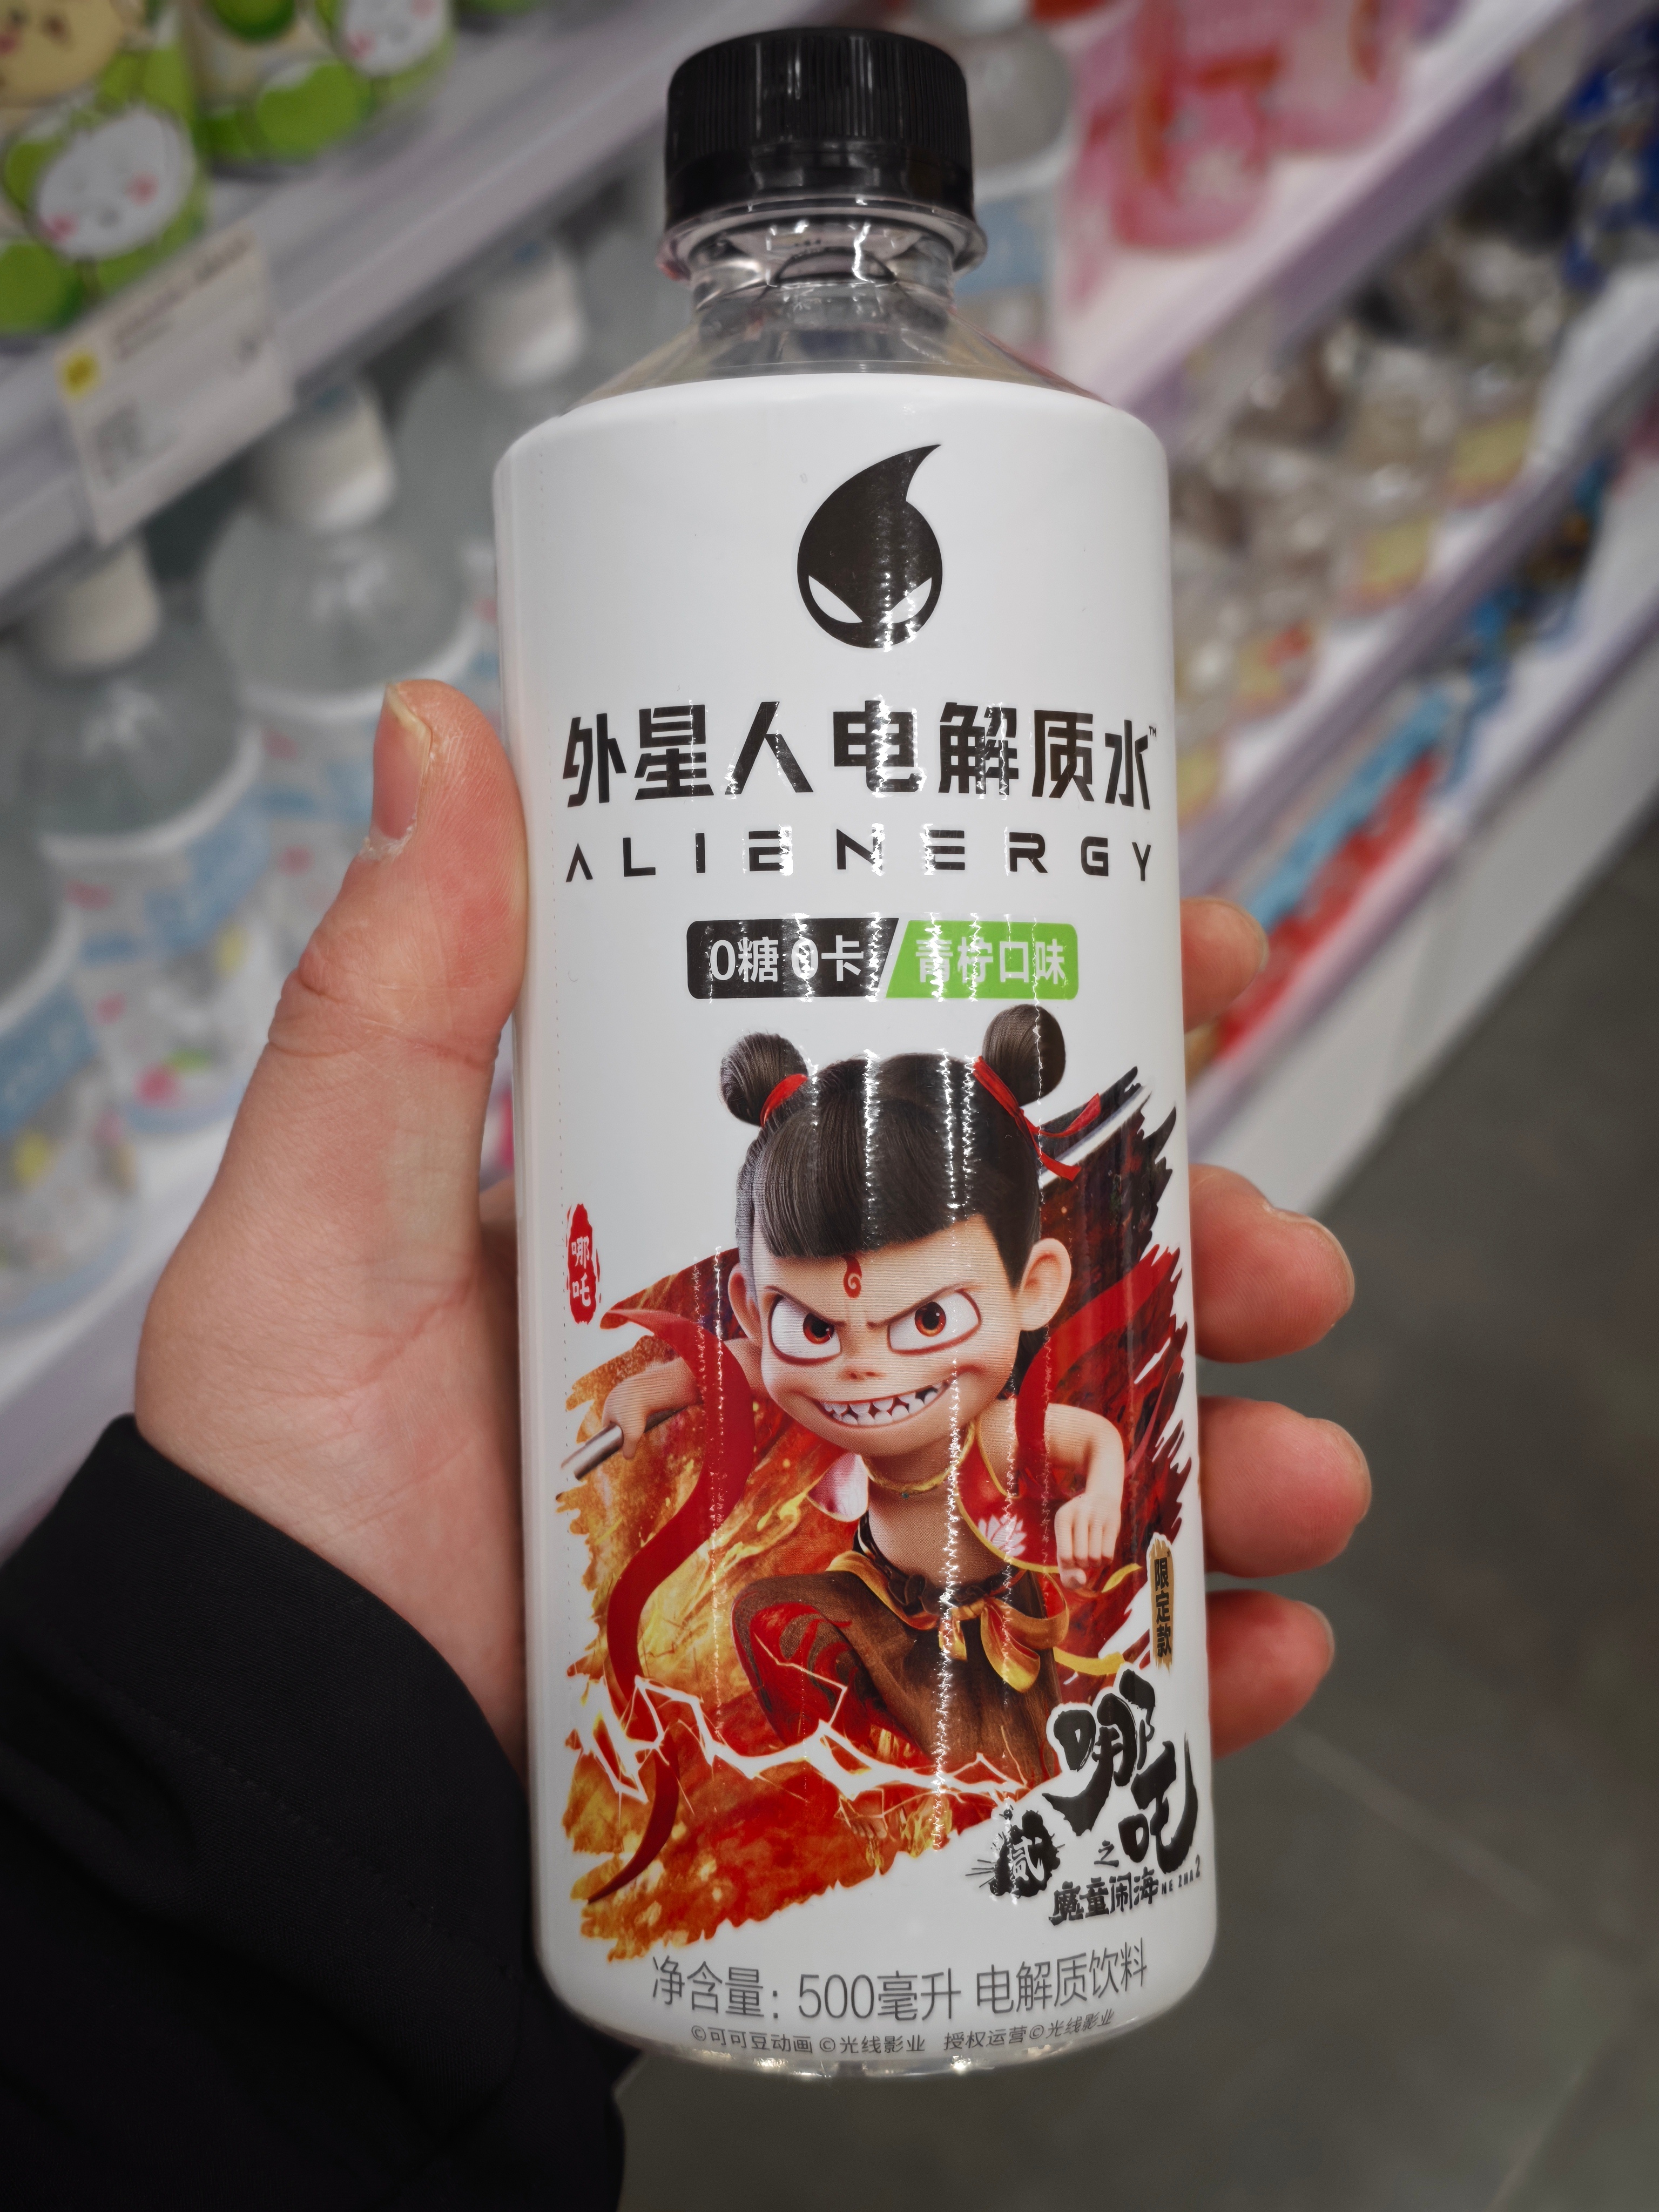 外星人电解质水™
ALIENERGY
0糖 0卡 青柠口味
哪吒
限定款
哪吒
贰
之
魔童闹海 NE ZHA 2
净含量：500毫升 电解质饮料
©可可豆动画 ©光线影业 授权运营©光线影业